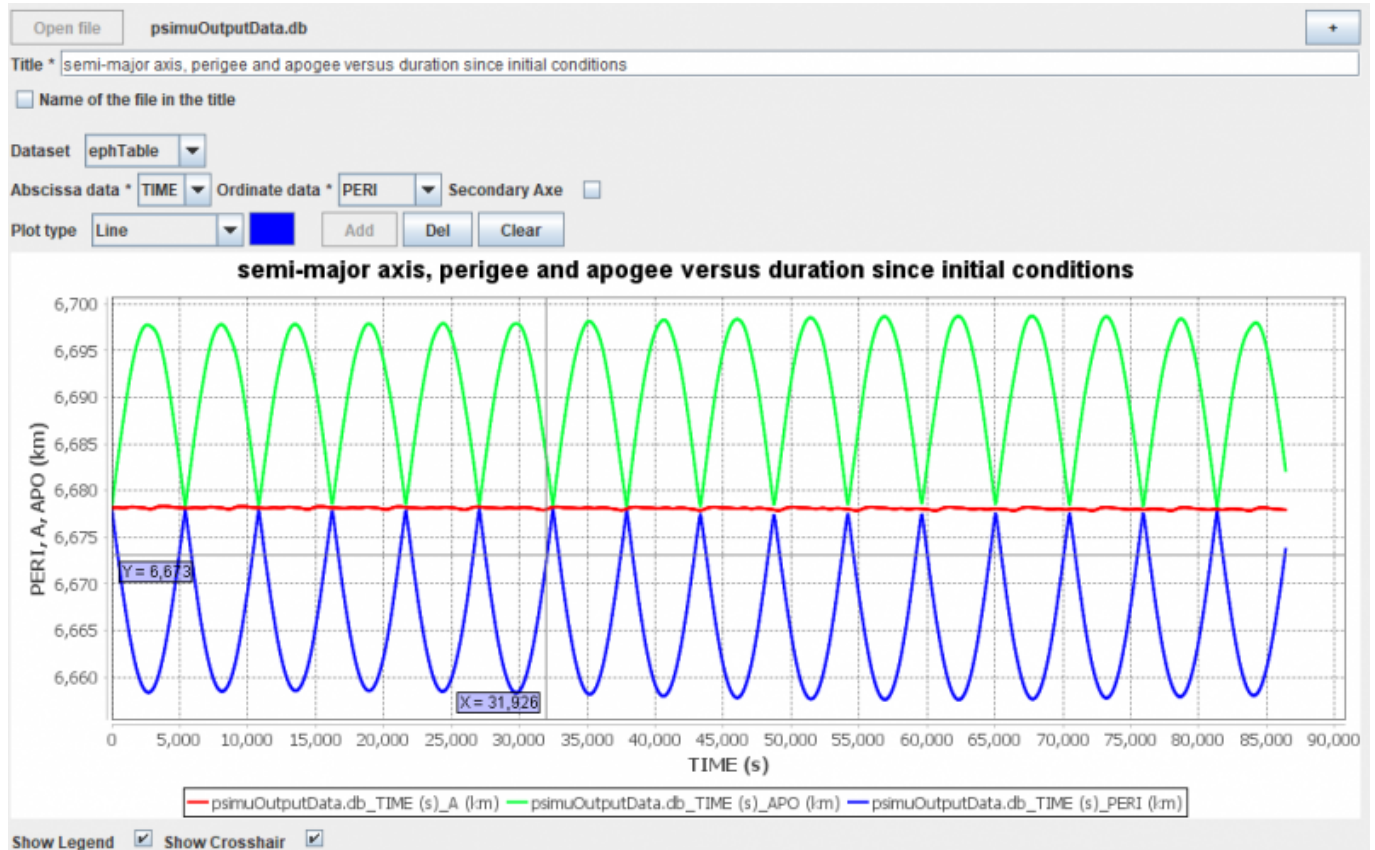 Open file psimuOutputData.db +
Title * semi-major axis, perigee and apogee versus duration since initial conditions
Name of the file in the title
Dataset ephTable
Abscissa data * TIME Ordinate data * PERI Secondary Axe
Plot type Line Add Del Clear
semi-major axis, perigee and apogee versus duration since initial conditions
6,700
6,695
6,690
6,685
6,680
6,675
6,670
6,665
6,660
PERI, A, APO (km)
Y = 6,673
X = 31,926
0 5,000 10,000 15,000 20,000 25,000 30,000 35,000 40,000 45,000 50,000 55,000 60,000 65,000 70,000 75,000 80,000 85,000 90,000
TIME (s)
psimuOutputData.db_TIME (s)_A (km) psimuOutputData.db_TIME (s)_APO (km) psimuOutputData.db_TIME (s)_PERI (km)
Show Legend Show Crosshair